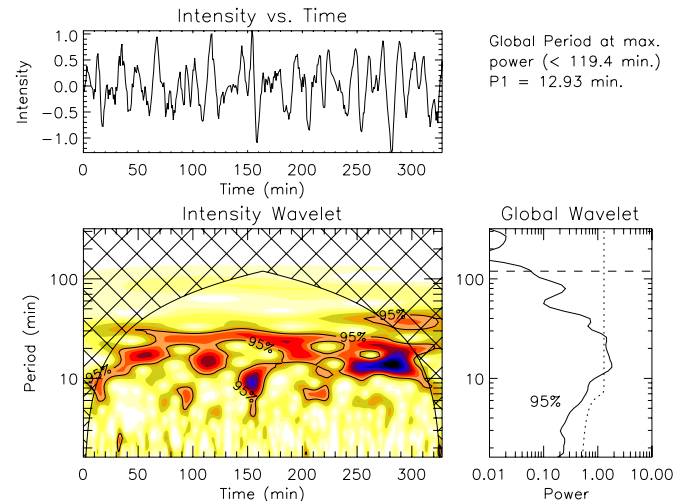 Intensity vs. Time
Intensity
1.0
0.5
0.0
-0.5
-1.0
0 50 100 150 200 250 300
Time (min)
Global Period at max.
power (< 119.4 min.)
P1 = 12.93 min.
Intensity Wavelet
Period (min)
100
10
95%
95%
95%
95%
95%
95%
0 50 100 150 200 250 300
Time (min)
Global Wavelet
100
10
95%
0.01 0.10 1.00 10.00
Power